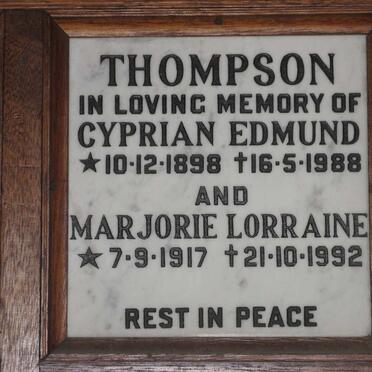 THOMPSON
IN LOVING MEMORY OF
CYPRIAN EDMUND
★ 10·12·1898 †16·5·1988
AND
MARJORIE LORRAINE
★ 7·9·1917 †21·10·1992
REST IN PEACE